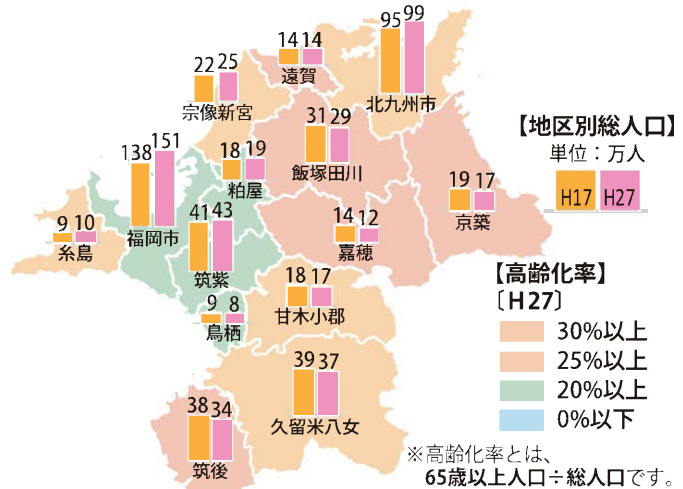 14 14
遠賀
95 99
北九州市
22 25
宗像新宮
31 29
飯塚田川
【地区別総人口】
単位：万人
H17 H27
138 151
福岡市
18 19
粕屋
19 17
京築
9 10
糸島
41 43
筑紫
14 12
嘉穂
18 17
甘木小郡
9 8
鳥栖
【高齢化率】
〔H27〕
30%以上
25%以上
20%以上
0%以下
39 37
久留米八女
38 34
筑後
※高齢化率とは、
65歳以上人口÷総人口です。